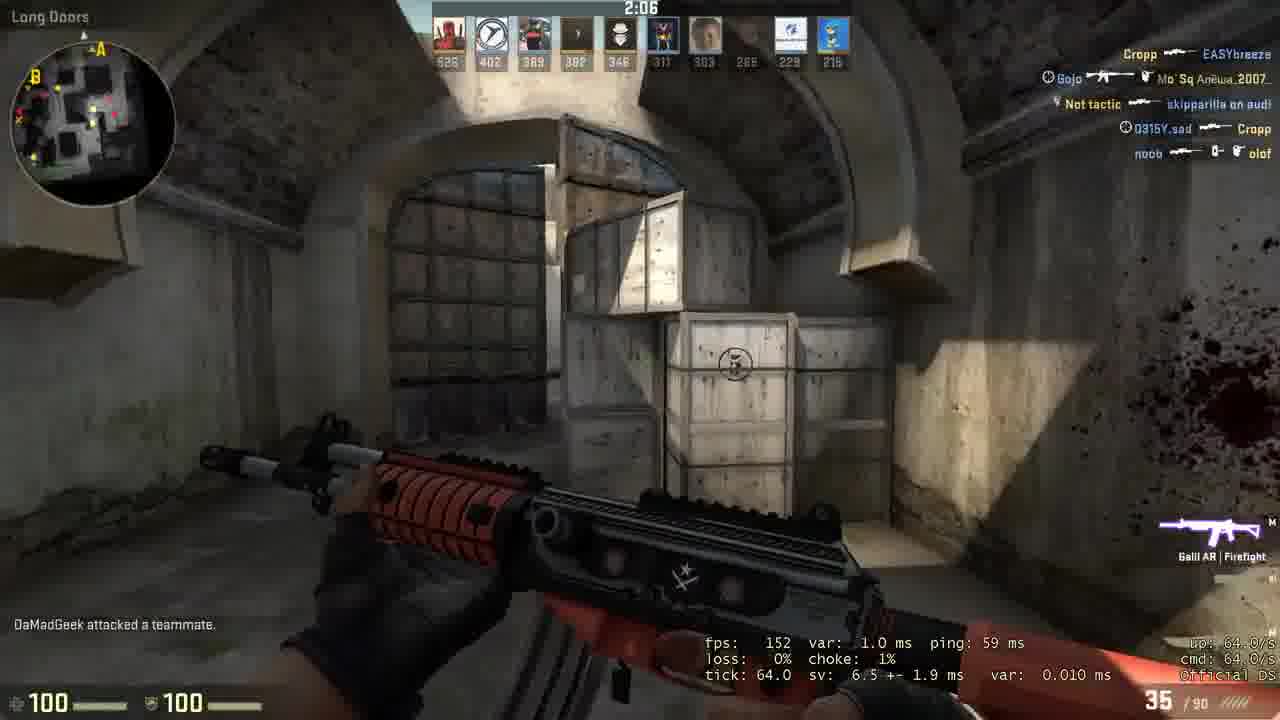 Long Doors
2:06
A
B
526 402 389 382 346 311 303 265 229 215
Cropp EASYbreeze
Gojo Mo`Sq
Not tactic skipparilla on audi
0315Y.sad Cropp
noob olof
Galil AR | Firefight
DaMadGeek attacked a teammate.
fps: 152 var: 1.0 ms ping: 59 ms
loss: 0% choke: 1%
tick: 64.0 sv: 6.5 +- 1.9 ms var: 0.010 ms
up: 64.0/s
cmd: 64.0/s
Official DS
100 100
35 / 90